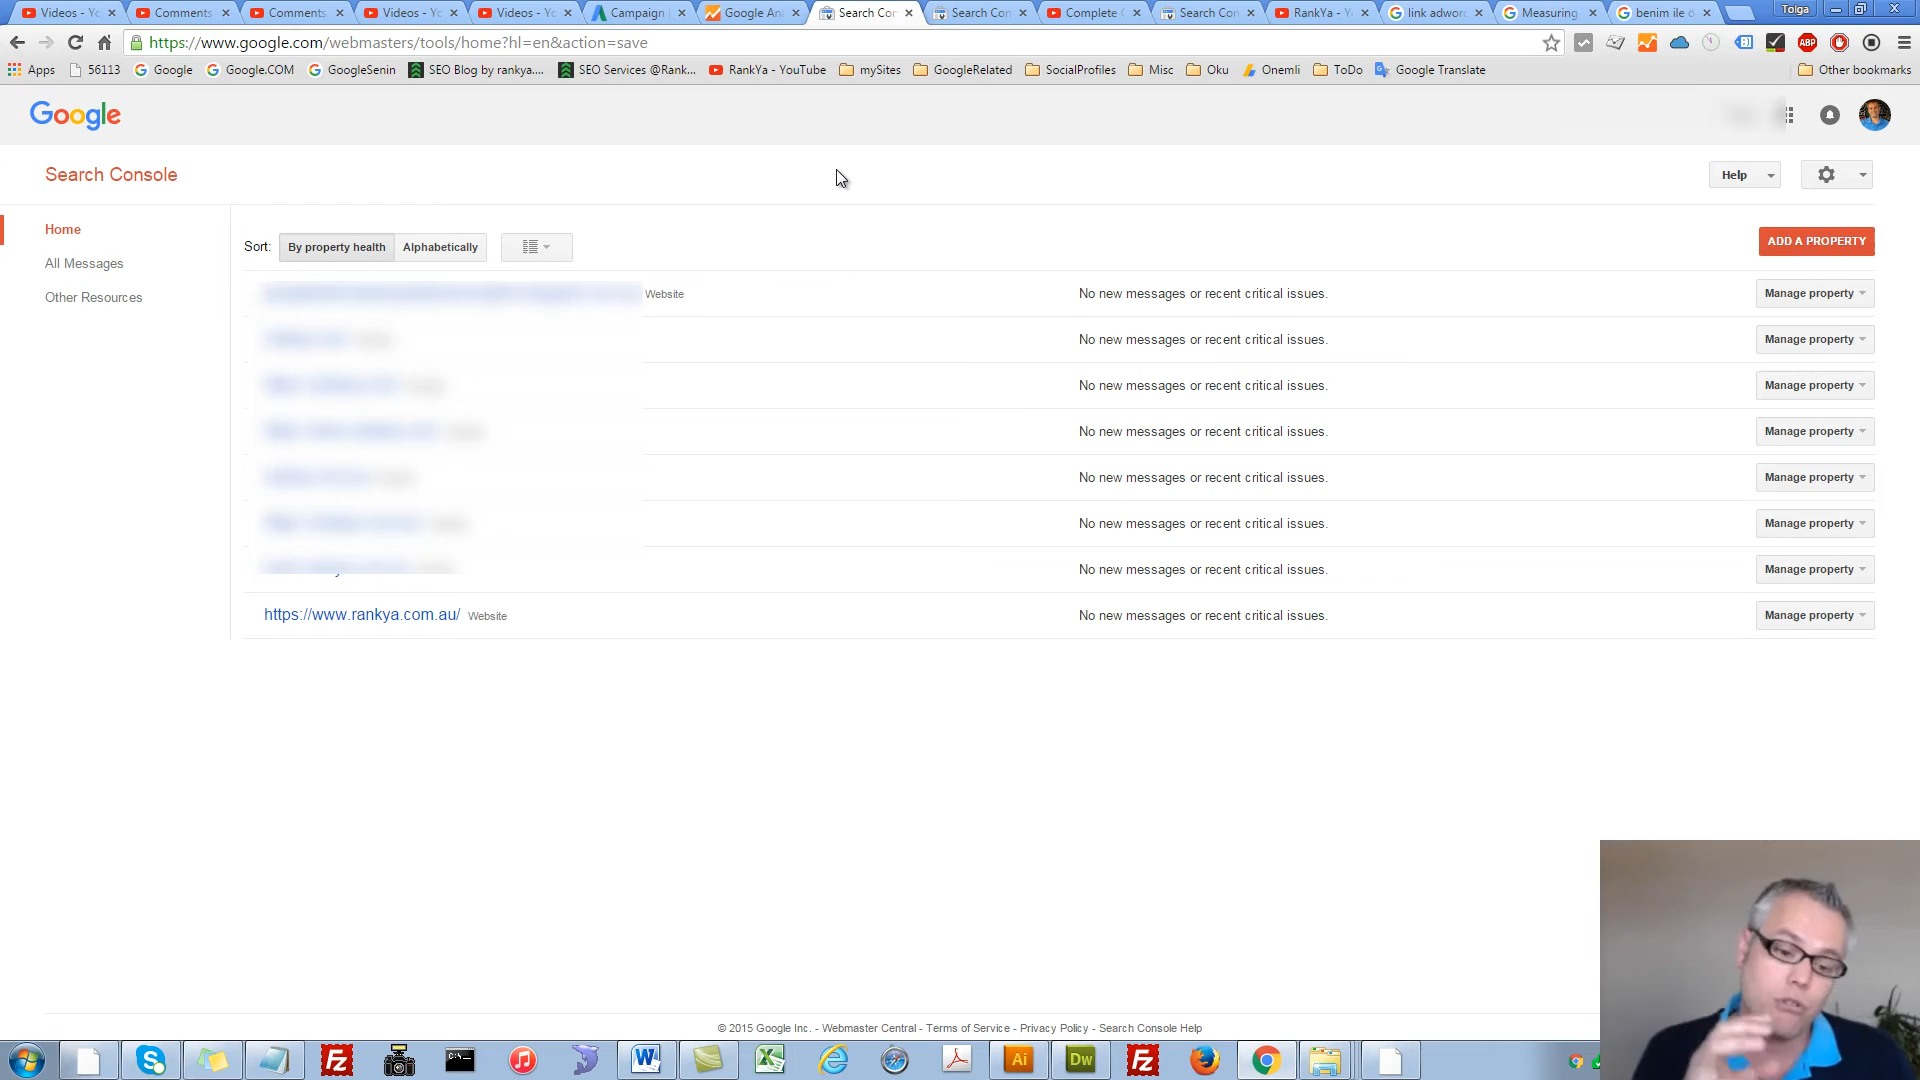 Videos - Yo
Comments
Comments
Videos - Yo
Videos - Yo
Campaign
Google Ana
Search Con
Search Con
Complete
Search Con
RankYa - Yo
link adword
Measuring
benim ile
Tolga
https://www.google.com/webmasters/tools/home?hl=en&action=save
Apps
56113
Google
Google.COM
GoogleSenin
SEO Blog by rankya....
SEO Services @Rank...
RankYa - YouTube
mySites
GoogleRelated
SocialProfiles
Misc
Oku
Onemli
ToDo
Google Translate
Other bookmarks
Google
Search Console
Help
Home
All Messages
Other Resources
Sort:
By property health
Alphabetically
ADD A PROPERTY
Website
No new messages or recent critical issues.
Manage property
No new messages or recent critical issues.
Manage property
No new messages or recent critical issues.
Manage property
No new messages or recent critical issues.
Manage property
No new messages or recent critical issues.
Manage property
No new messages or recent critical issues.
Manage property
No new messages or recent critical issues.
Manage property
https://www.rankya.com.au/ Website
No new messages or recent critical issues.
Manage property
© 2015 Google Inc. - Webmaster Central - Terms of Service - Privacy Policy - Search Console Help